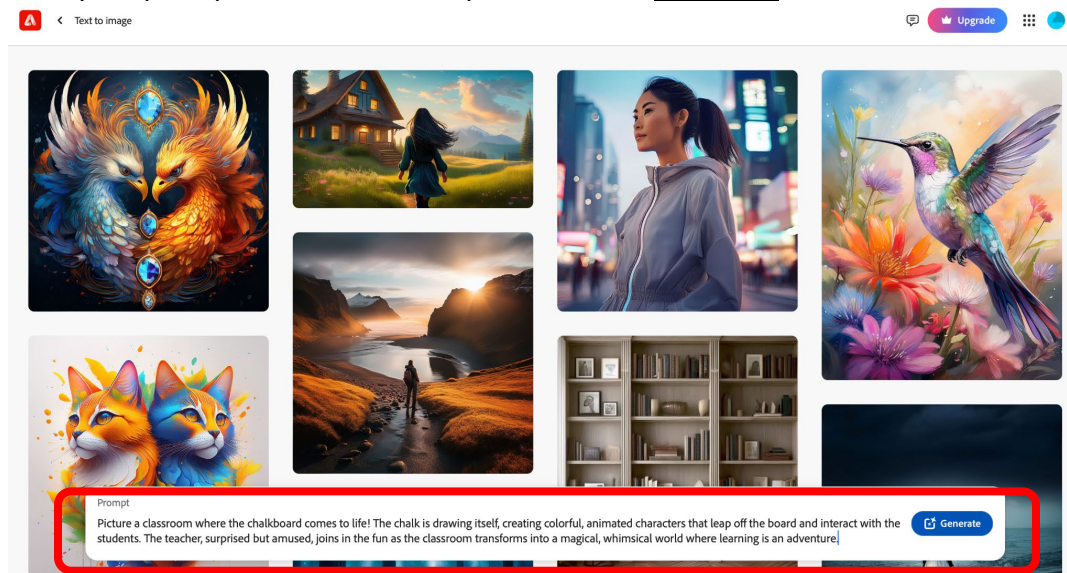 Text to image
Upgrade
Prompt
Picture a classroom where the chalkboard comes to life! The chalk is drawing itself, creating colorful, animated characters that leap off the board and interact with the
students. The teacher, surprised but amused, joins in the fun as the classroom transforms into a magical, whimsical world where learning is an adventure.
Generate